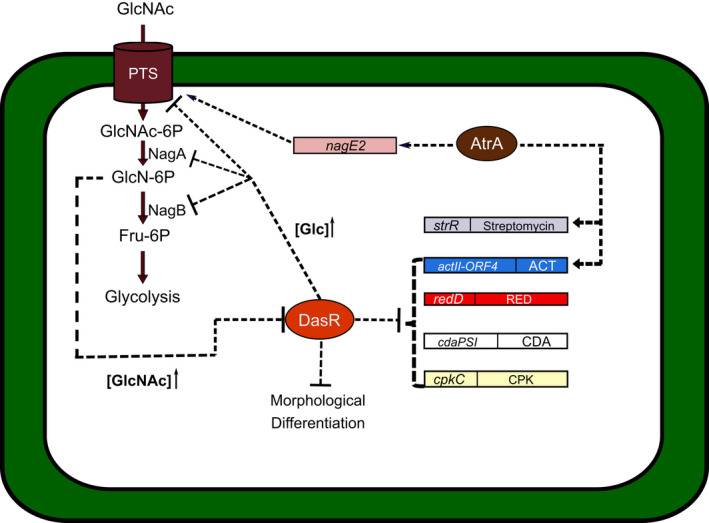 GlcNAc
PTS
GlcNAc-6P
NagA
GlcN-6P
NagB
Fru-6P
Glycolysis
[GlcNAc]↑
nagE2
AtrA
[Glc]↑
strR Streptomycin
actII-ORF4 ACT
redD RED
cdaPSI CDA
cpkC CPK
DasR
Morphological
Differentiation